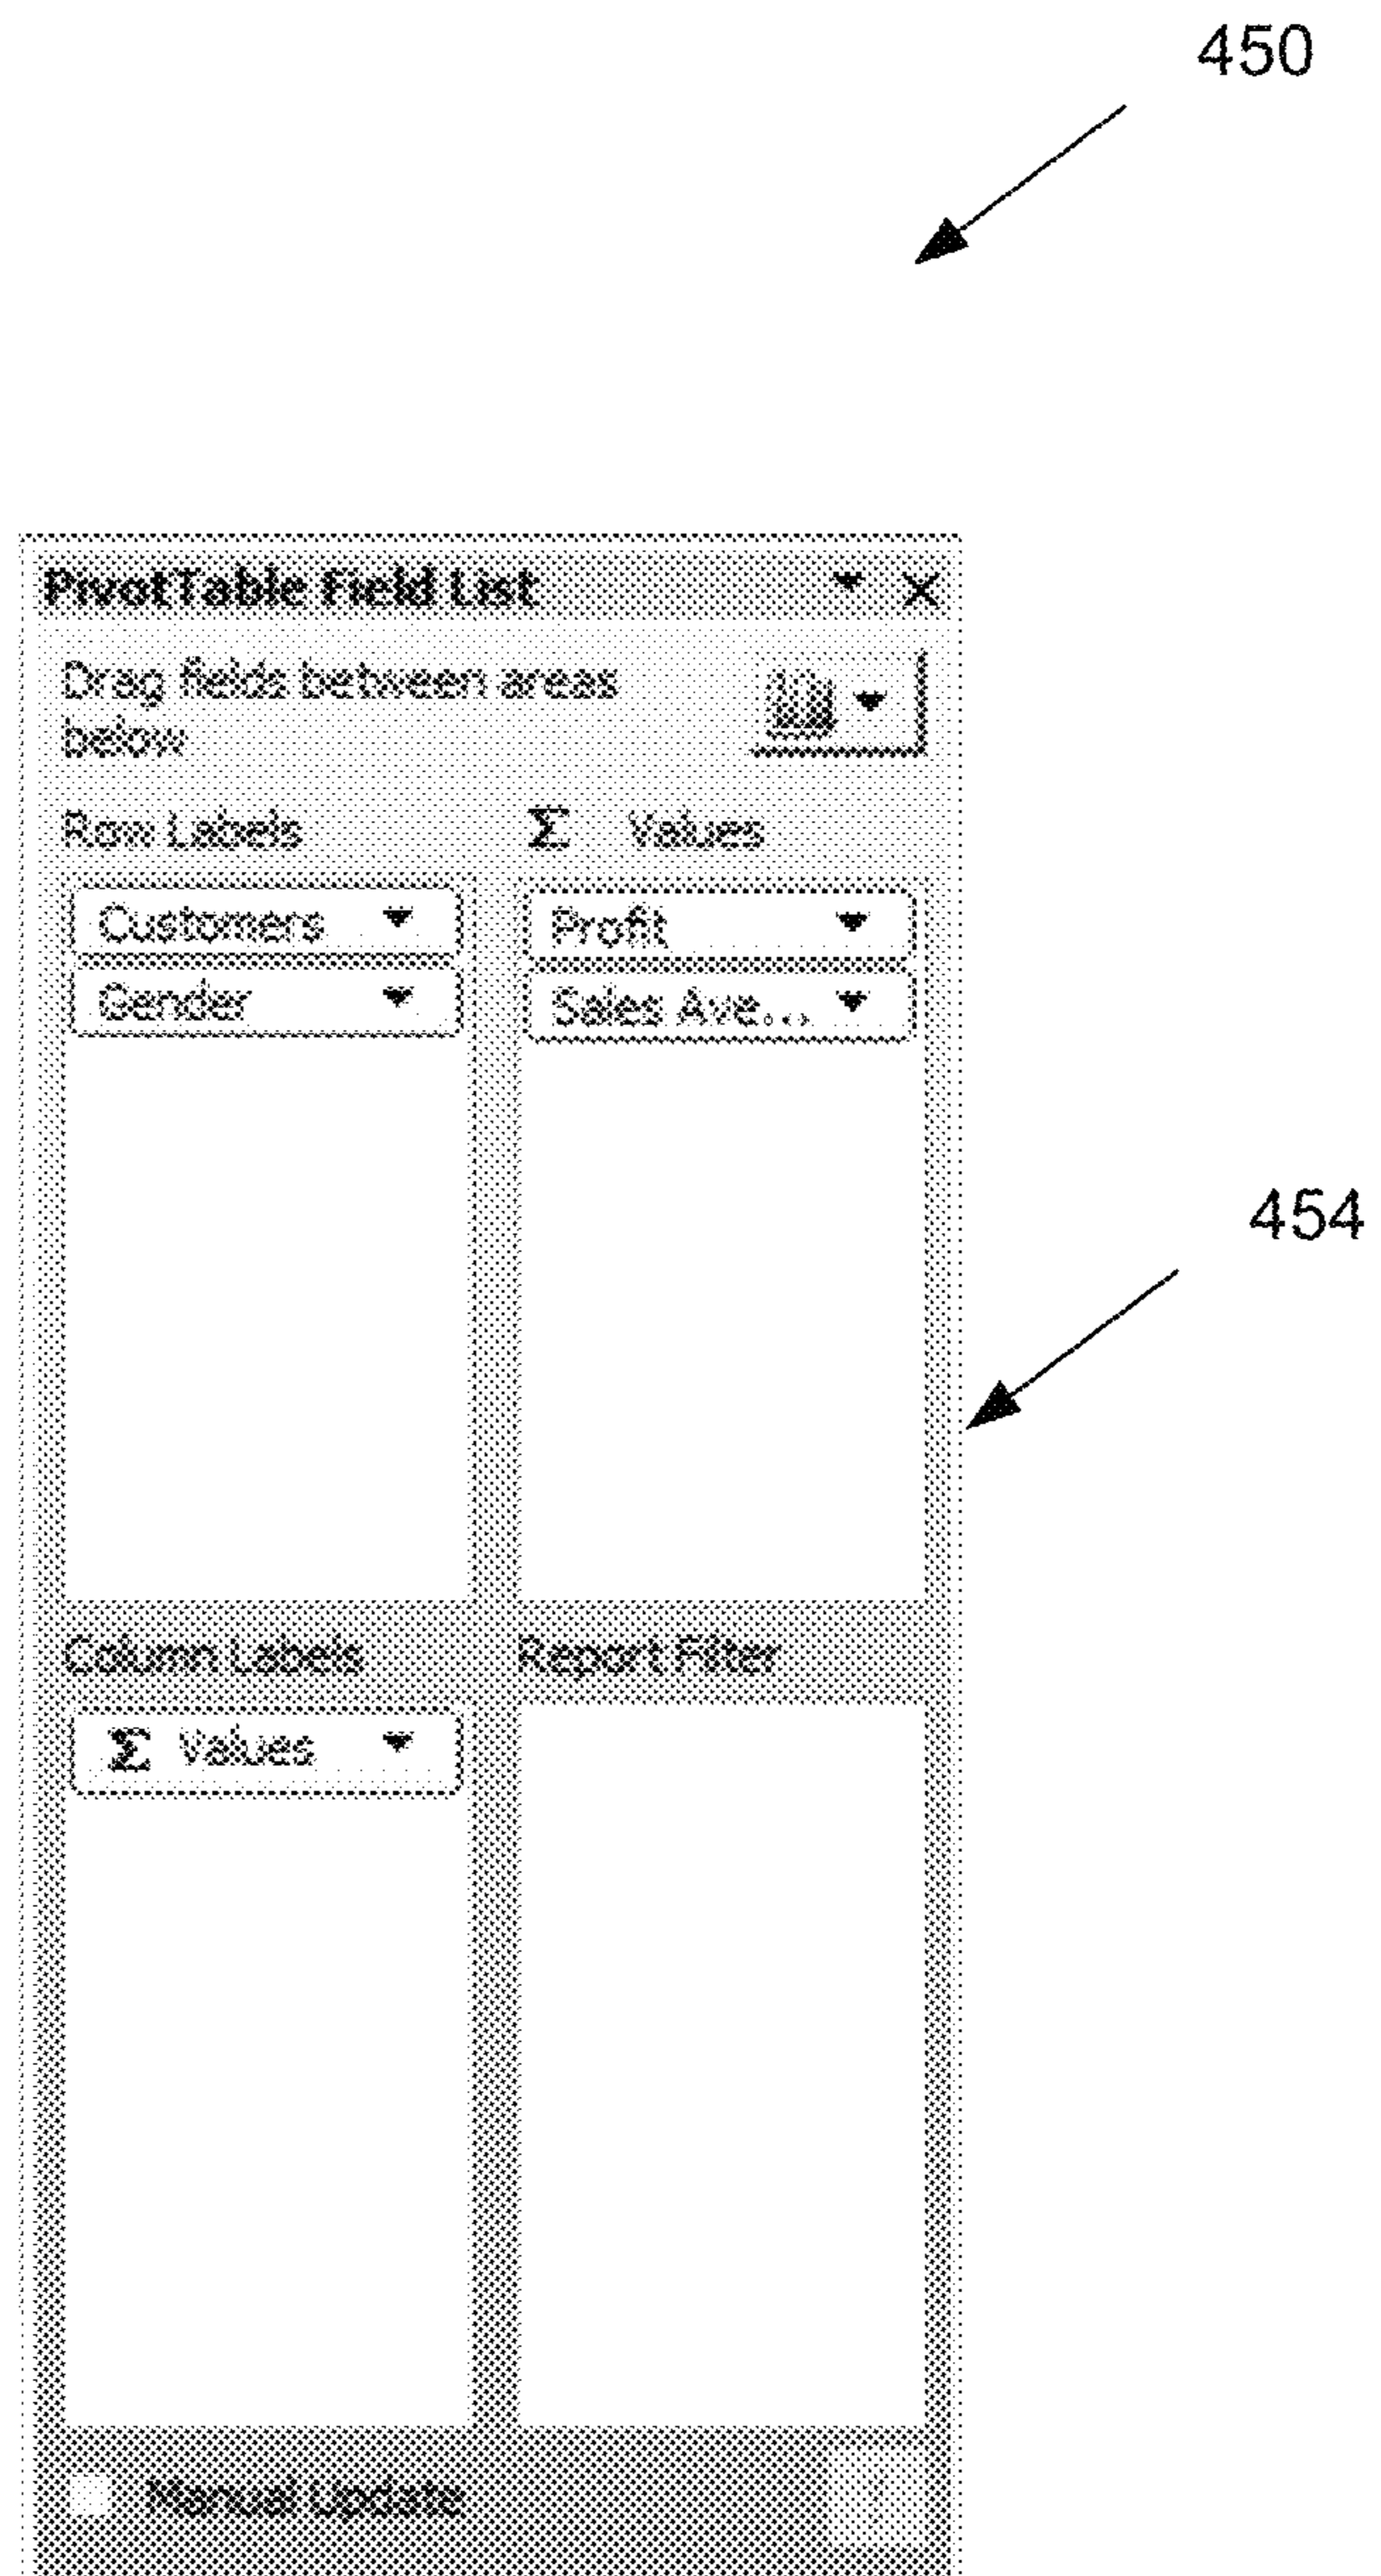 450
PivotTable Field List
Drag fields between areas
below
Row Labels
Σ Values
Customers
Gender
Profit
Sales Ave...
454
Column Labels
Report Filter
Σ Values
Manual Update